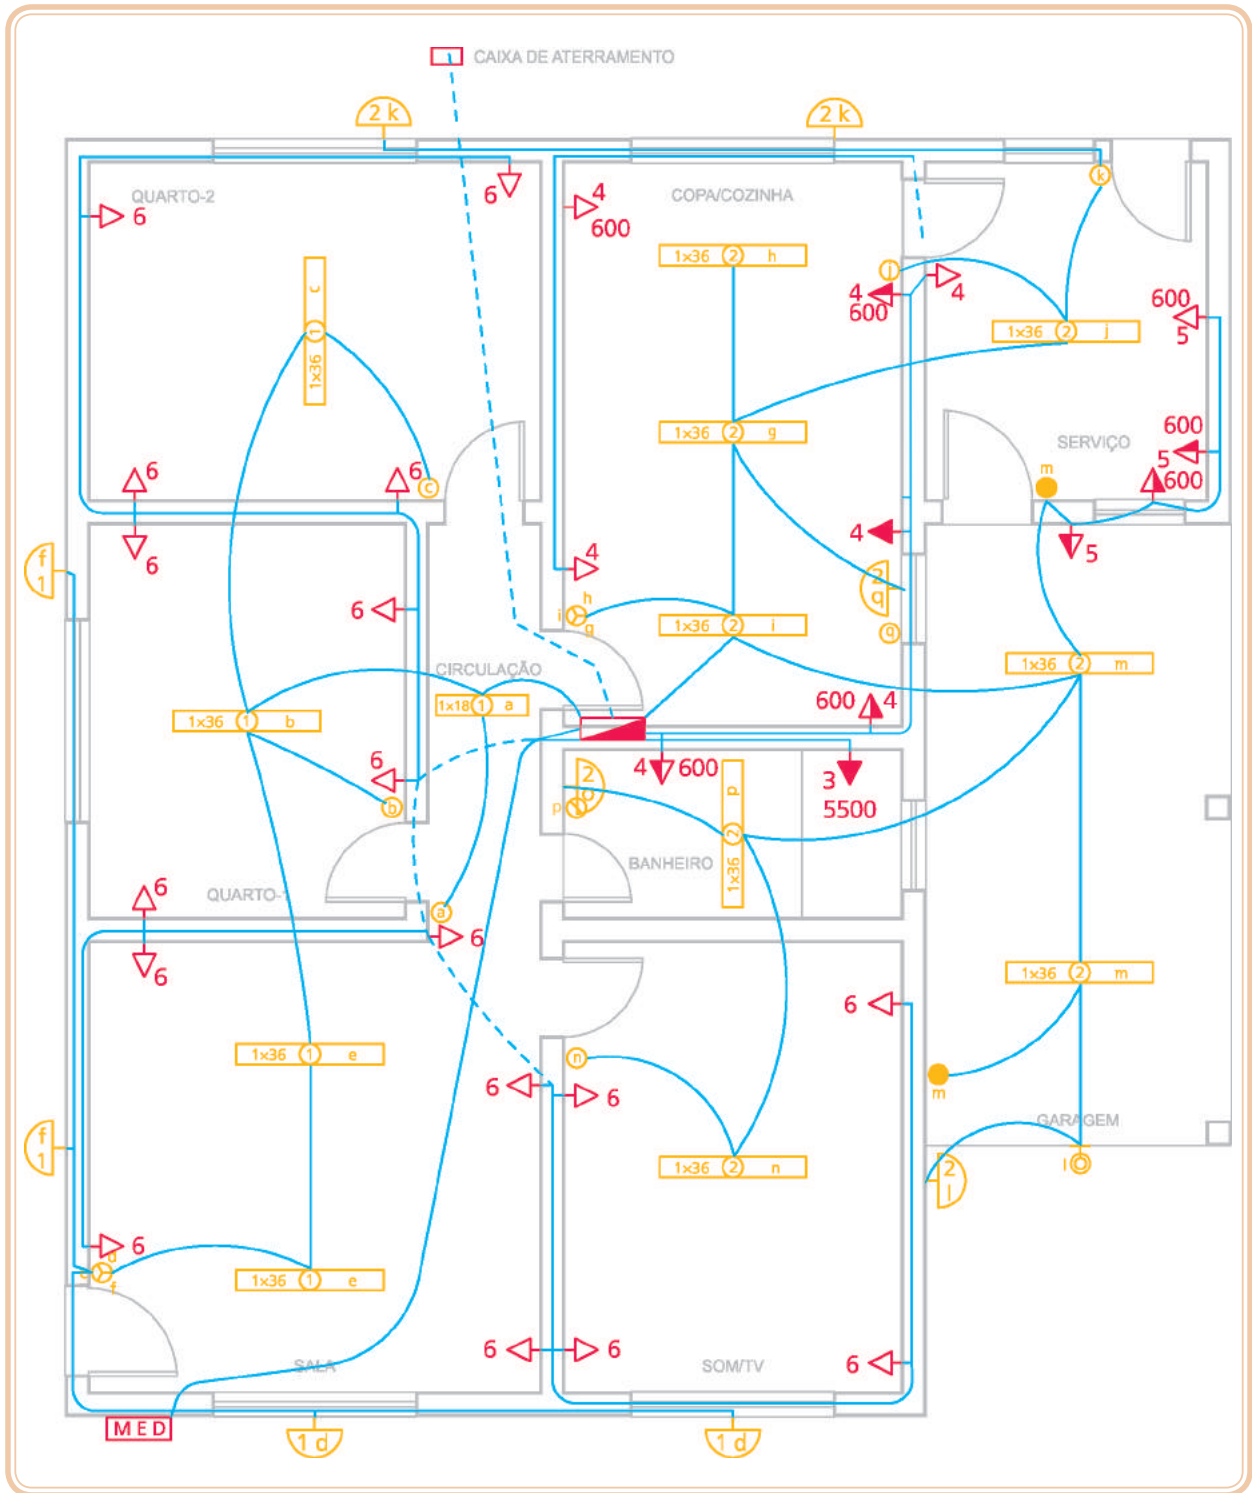 CAIXA DE ATERRAMENTO
2 k
2 k
QUARTO-2
6
6
COPA/COZINHA
4
600
k
1x36 2 h
j
4
600
4
c
1
1x36
1x36 2 j
600
5
1x36 2 g
SERVIÇO
600
5
600
m
6
6
c
f
1
6
4
5
4
6
2
q
q
h
i
g
1x36 2 i
CIRCULAÇÃO
1x36 2 m
1x18 1 a
1x36 1 b
600 4
6
4 600
3
5500
b
2
o
p
p
2
1x36
BANHEIRO
QUARTO-1
6
a
6
6
1x36 2 m
6
6
n
1x36 1 e
6
6
m
GARAGEM
f
1
l
1x36 2 n
2
l
6
d
f
1x36 1 e
6
6
6
SALA
SOM/TV
MED
1 d
1 d